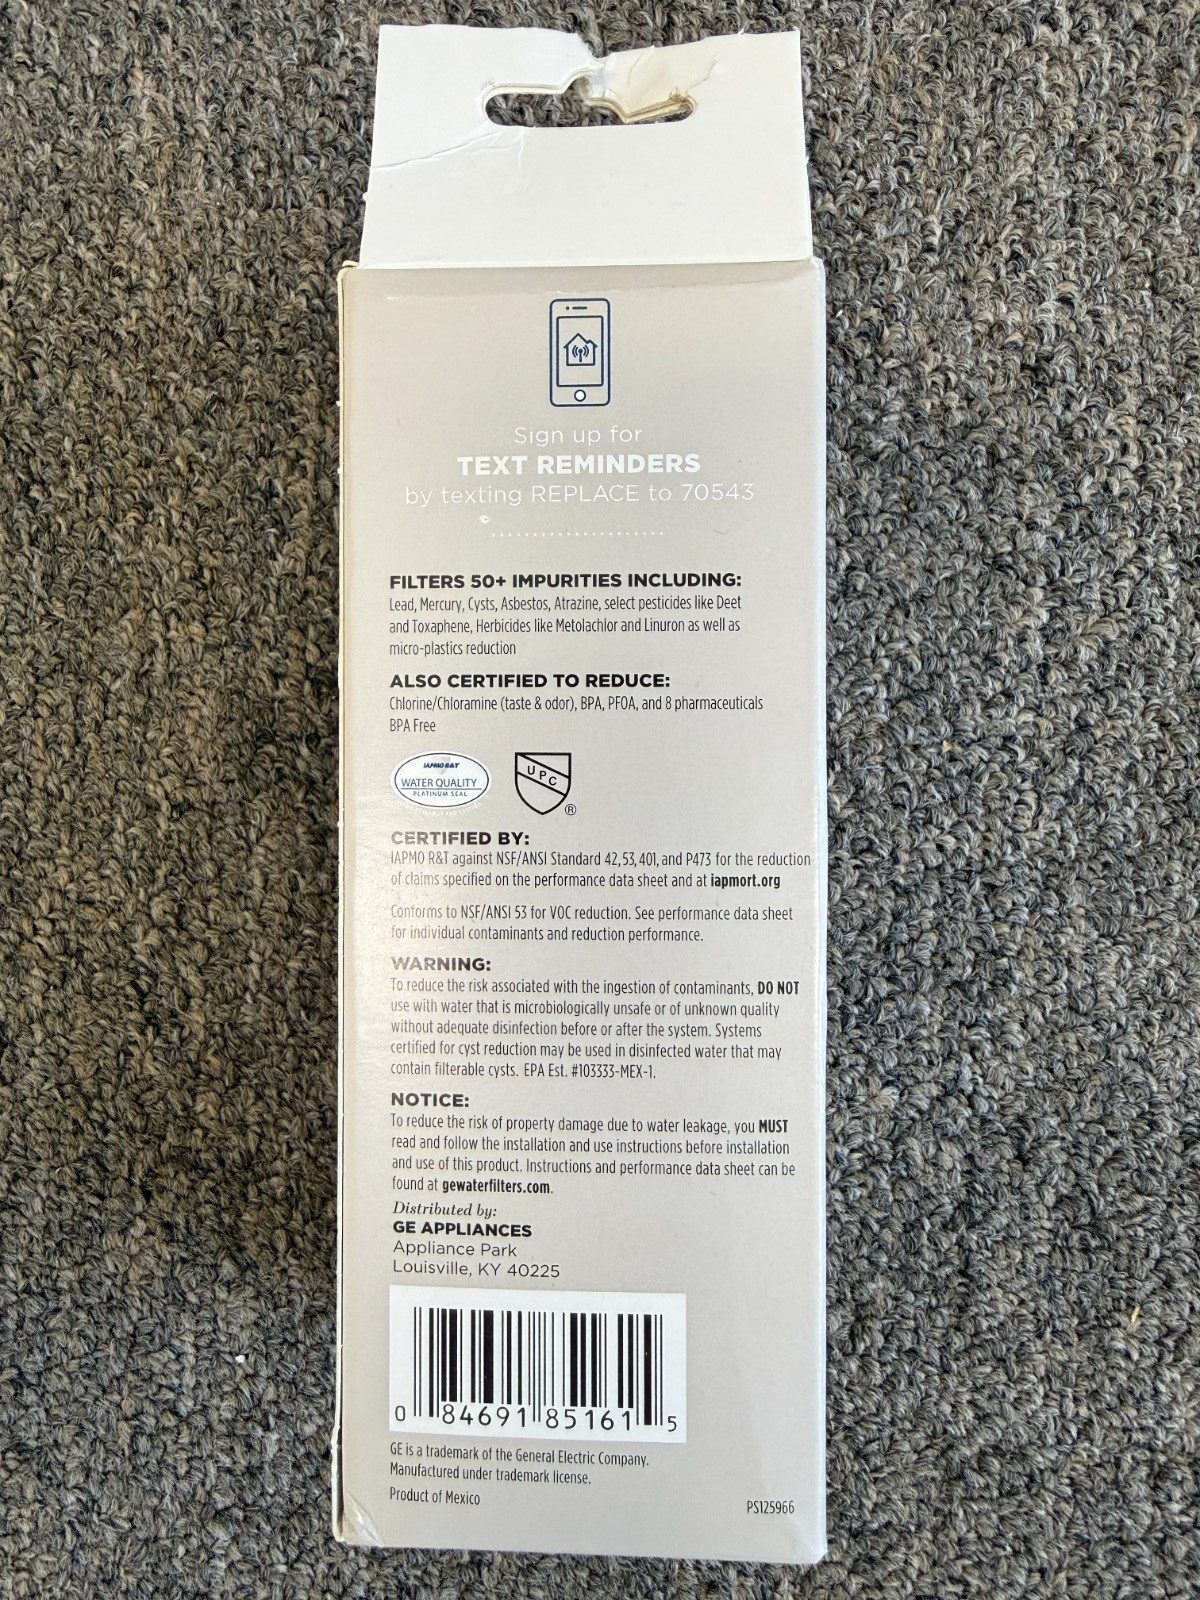 Sign up for
TEXT REMINDERS
by texting REPLACE to 70543
FILTERS 50+ IMPURITIES INCLUDING:
Lead, Mercury, Cysts, Asbestos, Atrazine, select pesticides like Deet
and Toxaphene, Herbicides like Metolachlor and Linuron as well as
micro-plastics reduction
ALSO CERTIFIED TO REDUCE:
Chlorine/Chloramine (taste & odor), BPA, PFOA, and 8 pharmaceuticals
BPA Free
IAPMO R&T
WATER QUALITY
PLATINUM SEAL
UPC
®
CERTIFIED BY:
IAPMO R&T against NSF/ANSI Standard 42, 53, 401, and P473 for the reduction
of claims specified on the performance data sheet and at iapmort.org
Conforms to NSF/ANSI 53 for VOC reduction. See performance data sheet
for individual contaminants and reduction performance.
WARNING:
To reduce the risk associated with the ingestion of contaminants, DO NOT
use with water that is microbiologically unsafe or of unknown quality
without adequate disinfection before or after the system. Systems
certified for cyst reduction may be used in disinfected water that may
contain filterable cysts. EPA Est. #103333-MEX-1.
NOTICE:
To reduce the risk of property damage due to water leakage, you MUST
read and follow the installation and use instructions before installation
and use of this product. Instructions and performance data sheet can be
found at gewaterfilters.com.
Distributed by:
GE APPLIANCES
Appliance Park
Louisville, KY 40225
0 84691 85161 5
GE is a trademark of the General Electric Company.
Manufactured under trademark license.
Product of Mexico
PS125966